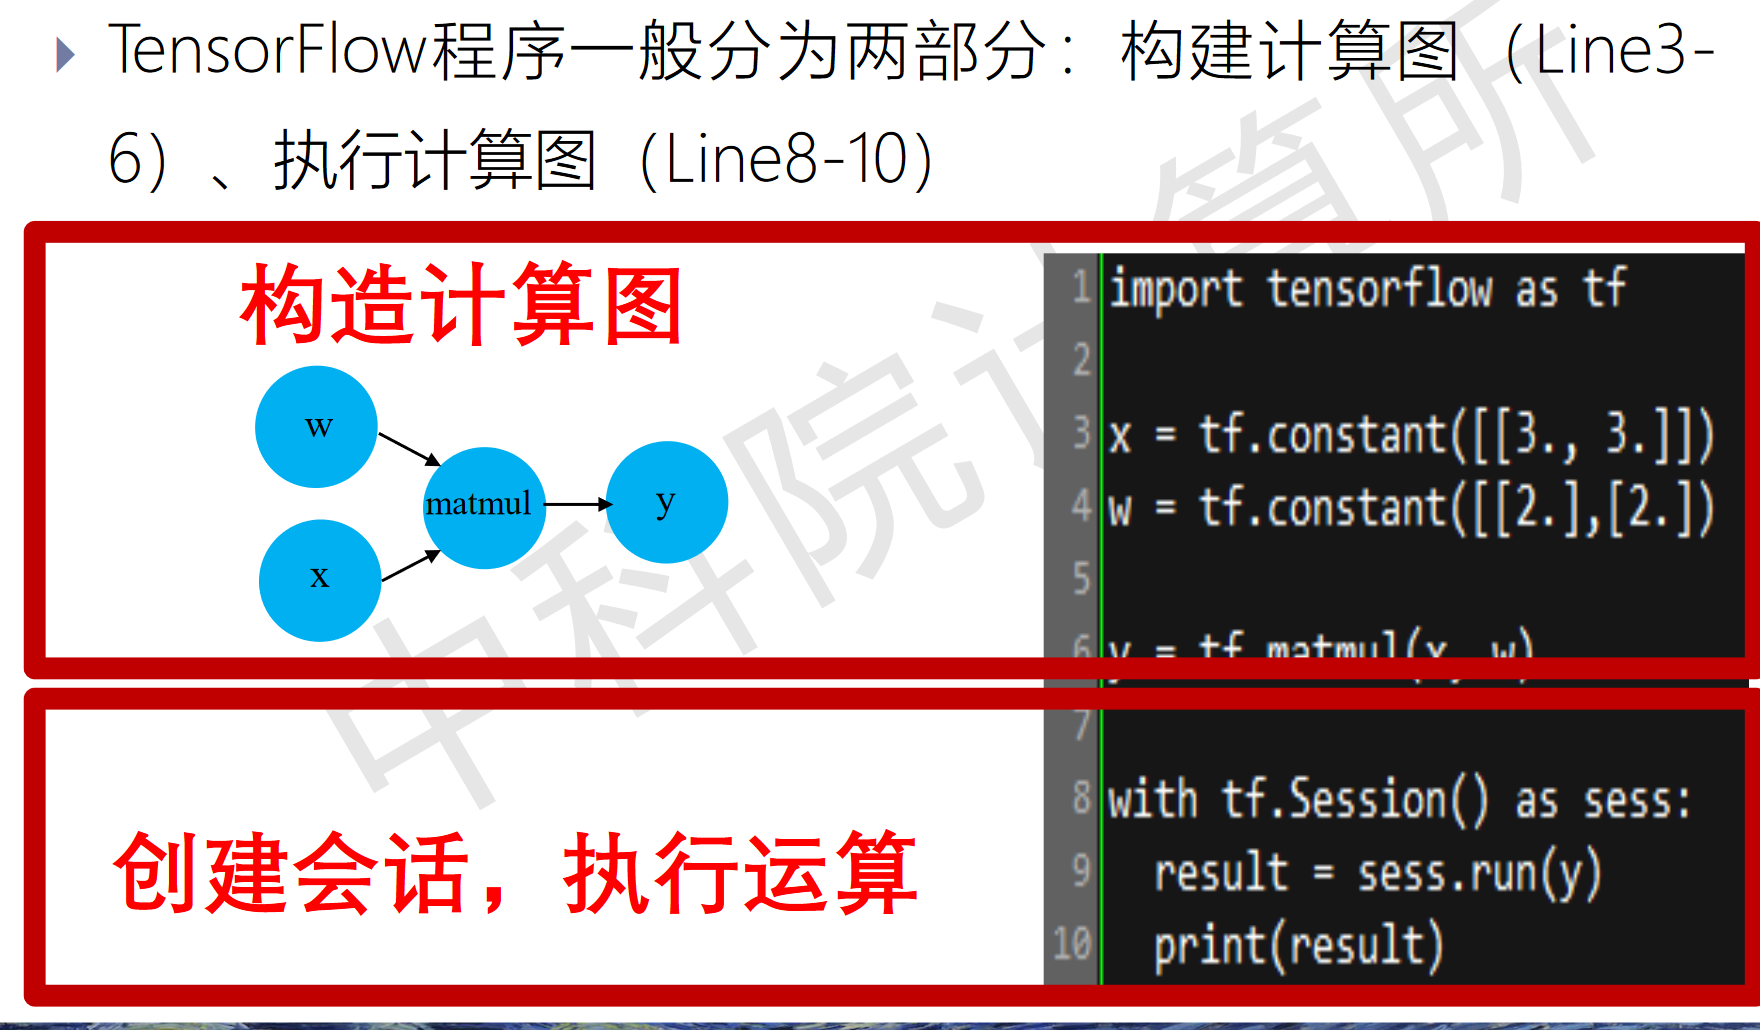 TensorFlow程序一般分为两部分：构建计算图（Line3-
6）、执行计算图（Line8-10）
构造计算图
w
matmul
y
x
1 import tensorflow as tf
2
3 x = tf.constant([[3., 3.]])
4 w = tf.constant([[2.],[2.])
5
6 y = tf.matmul(x, w)
7
创建会话，执行运算
8 with tf.Session() as sess:
9 result = sess.run(y)
10 print(result)
中科院计算所